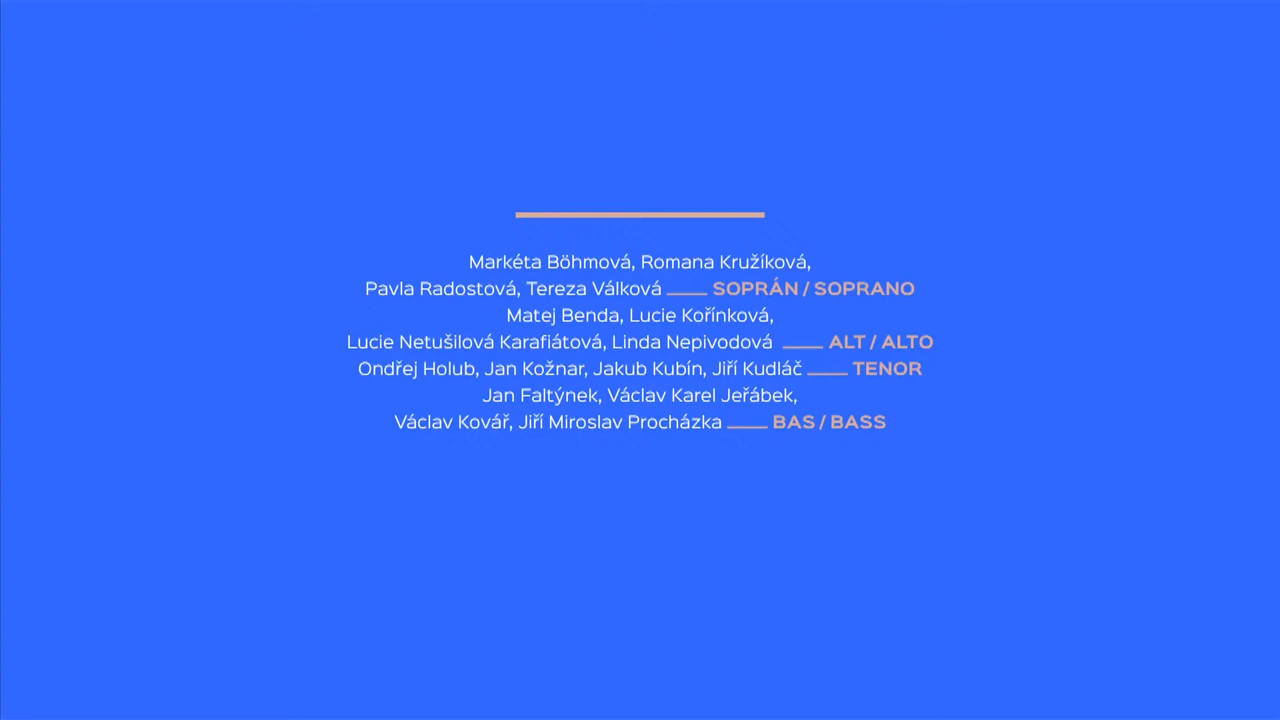 Markéta Böhmová, Romana Kružíková,
Pavla Radostová, Tereza Válková SOPRÁN / SOPRANO
Matej Benda, Lucie Kořínková,
Lucie Netušilová Karafiátová, Linda Nepivodová ALT / ALTO
Ondřej Holub, Jan Kožnar, Jakub Kubín, Jiří Kudláč TENOR
Jan Faltýnek, Václav Karel Jeřábek,
Václav Kovář, Jiří Miroslav Procházka BAS / BASS